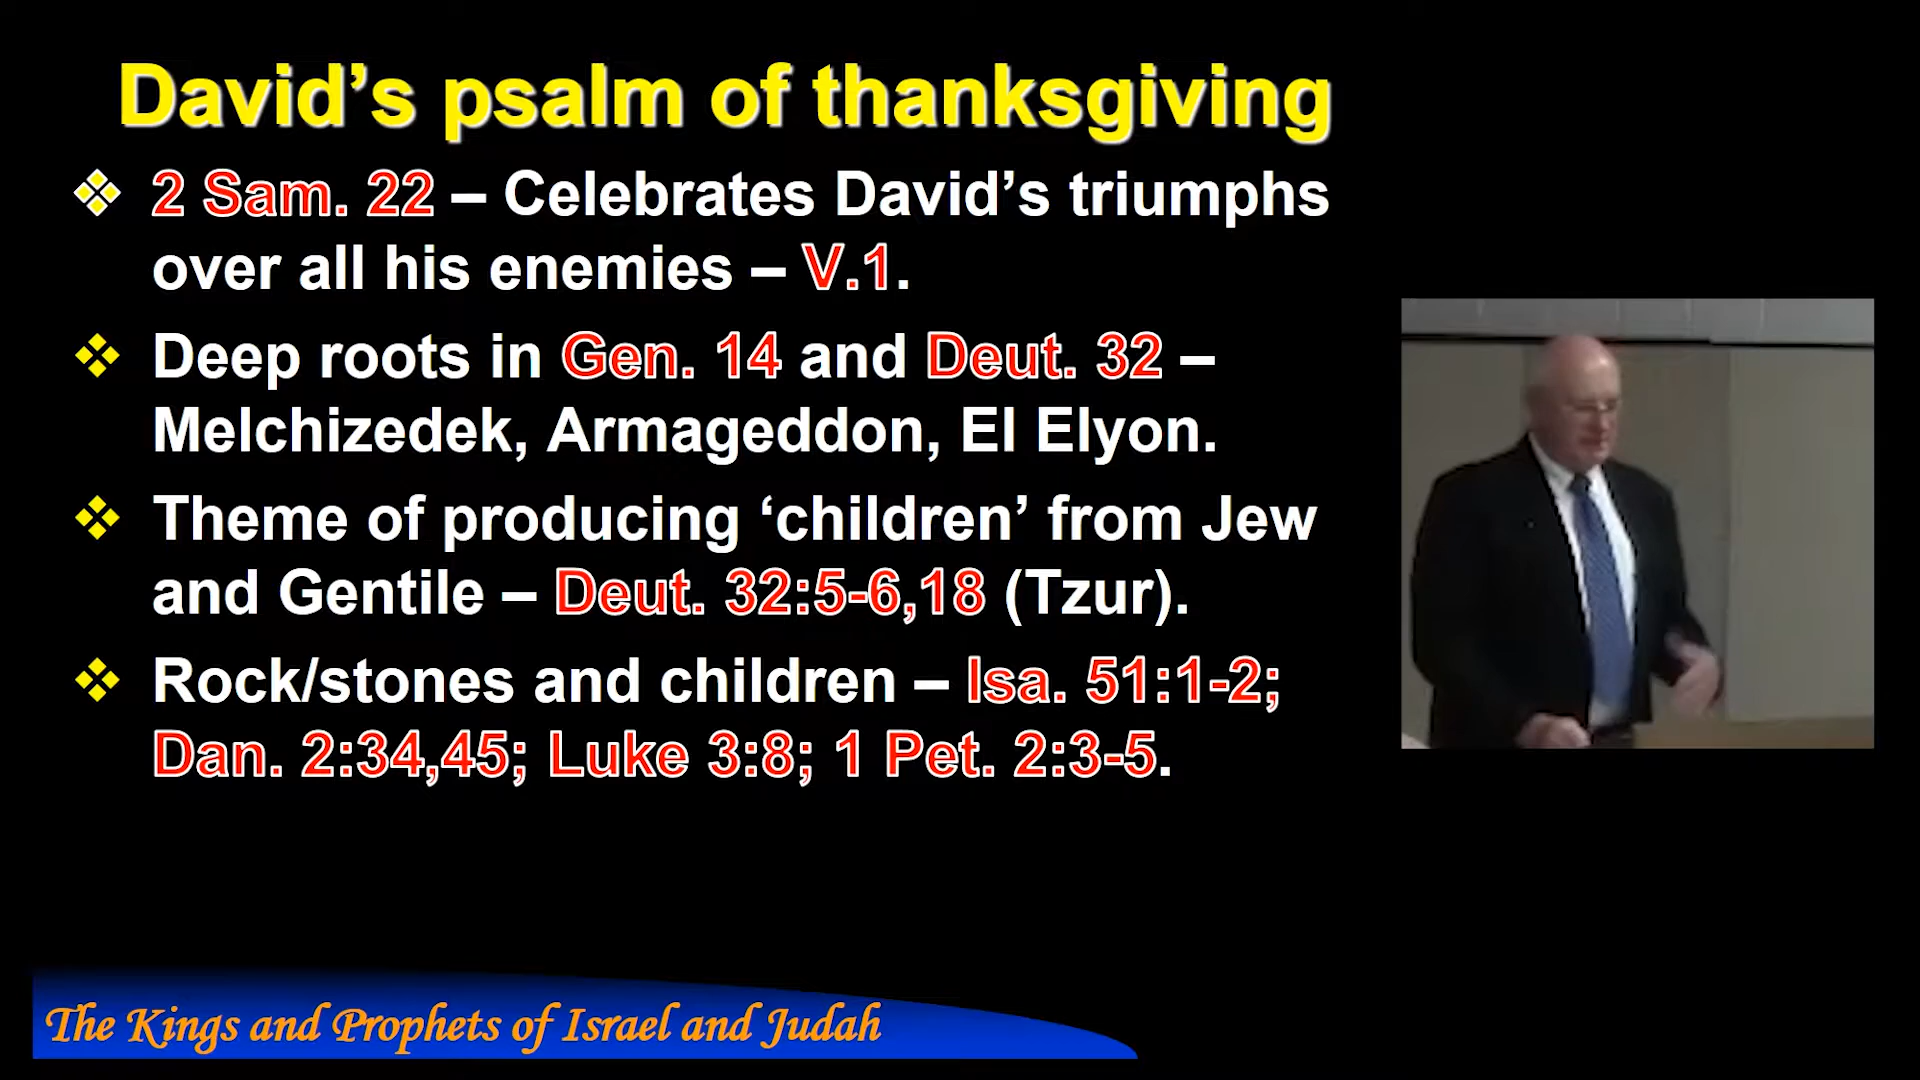 David’s psalm of thanksgiving
❖ 2 Sam. 22 – Celebrates David’s triumphs
over all his enemies – V.1.
❖ Deep roots in Gen. 14 and Deut. 32 –
Melchizedek, Armageddon, El Elyon.
❖ Theme of producing ‘children’ from Jew
and Gentile – Deut. 32:5-6,18 (Tzur).
❖ Rock/stones and children – Isa. 51:1-2;
Dan. 2:34,45; Luke 3:8; 1 Pet. 2:3-5.
The Kings and Prophets of Israel and Judah